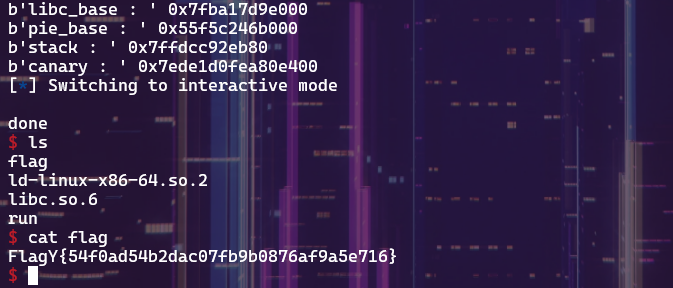 b'libc_base : ' 0x7fba17d9e000
b'pie_base : ' 0x55f5c246b000
b'stack : ' 0x7ffdcc92eb80
b'canary : ' 0x7ede1d0fea80e400
[*] Switching to interactive mode
done
$ ls
flag
ld-linux-x86-64.so.2
libc.so.6
run
$ cat flag
FlagY{54f0ad54b2dac07fb9b0876af9a5e716}
$